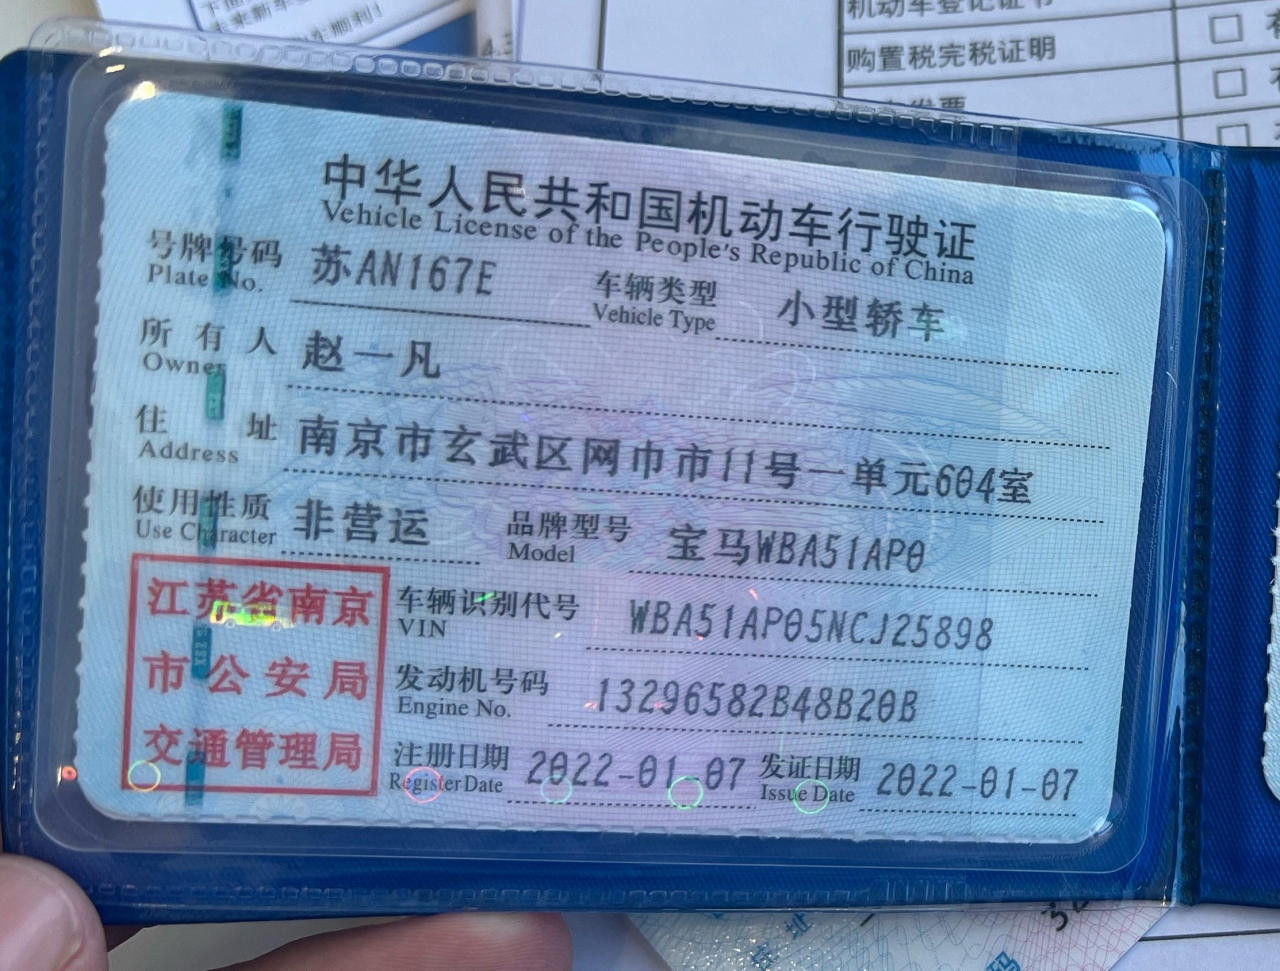 机动车登记证书
购置税完税证明
中华人民共和国机动车行驶证
Vehicle License of the People's Republic of China
号牌号码 苏AN167E 车辆类型 小型轿车
Plate No. Vehicle Type
所有人 赵一凡
Owner
住址 南京市玄武区网巾市11号一单元604室
Address
使用性质 非营运 品牌型号 宝马WBA51AP0
Use Character Model
江苏省南京
市公安局
交通管理局
车辆识别代号 WBA51AP05NCJ25898
VIN
发动机号码 13296582B48B20B
Engine No.
注册日期 2022-01-07 发证日期 2022-01-07
Register Date Issue Date